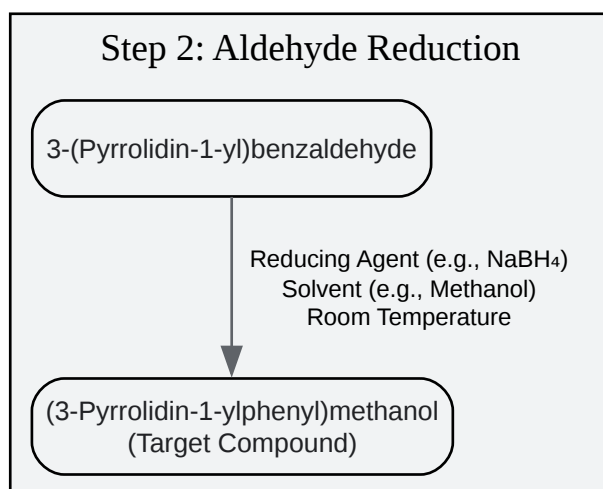 Step 2: Aldehyde Reduction
3-(Pyrrolidin-1-yl)benzaldehyde
Reducing Agent (e.g., NaBH₄)
Solvent (e.g., Methanol)
Room Temperature
(3-Pyrrolidin-1-ylphenyl)methanol
(Target Compound)